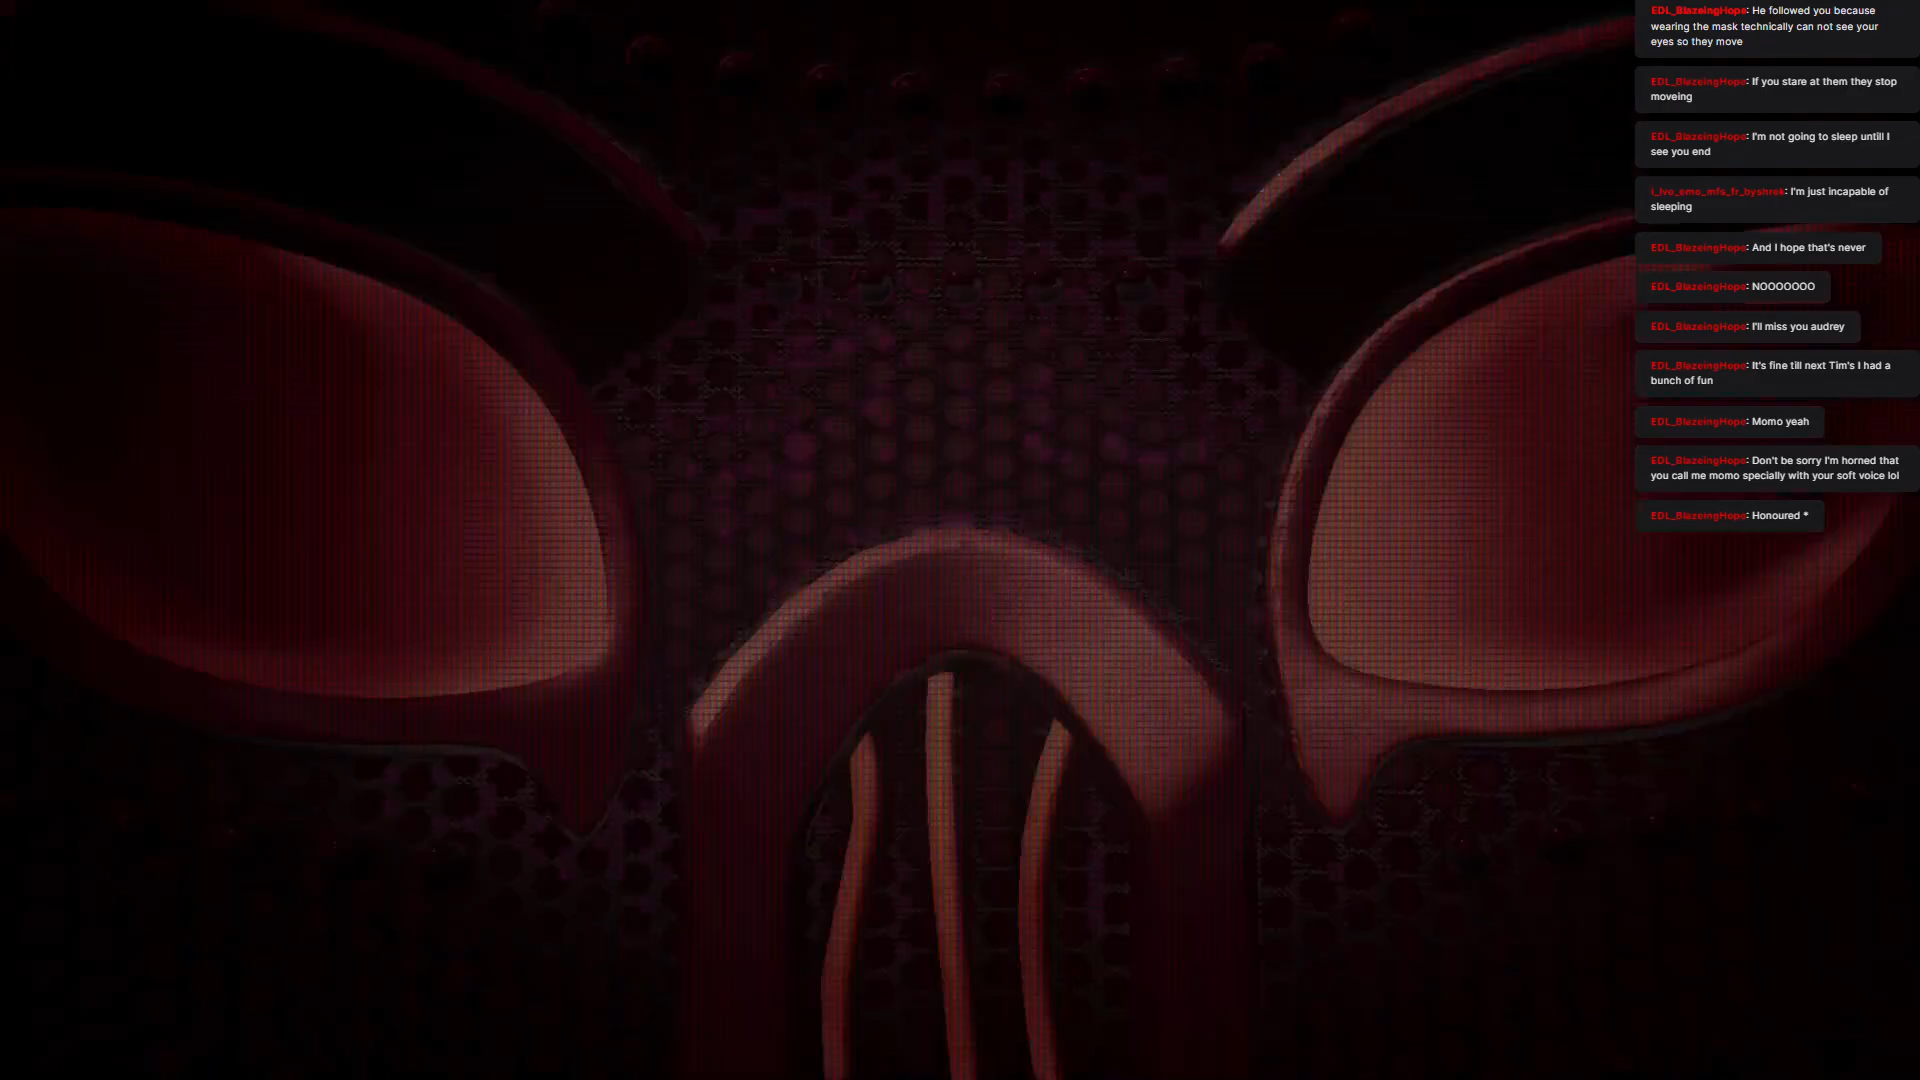 EDL_BlazeingHope: He followed you because
wearing the mask technically can not see your
eyes so they move
EDL_BlazeingHope: If you stare at them they stop
moveing
EDL_BlazeingHope: I'm not going to sleep untill I
see you end
i_lvo_eme_mfs_fr_byshrek: I'm just incapable of
sleeping
EDL_BlazeingHope: And I hope that's never
EDL_BlazeingHope: NOOOOOOO
EDL_BlazeingHope: I'll miss you audrey
EDL_BlazeingHope: It's fine till next Tim's I had a
bunch of fun
EDL_BlazeingHope: Momo yeah
EDL_BlazeingHope: Don't be sorry I'm horned that
you call me momo specially with your soft voice lol
EDL_BlazeingHope: Honoured *